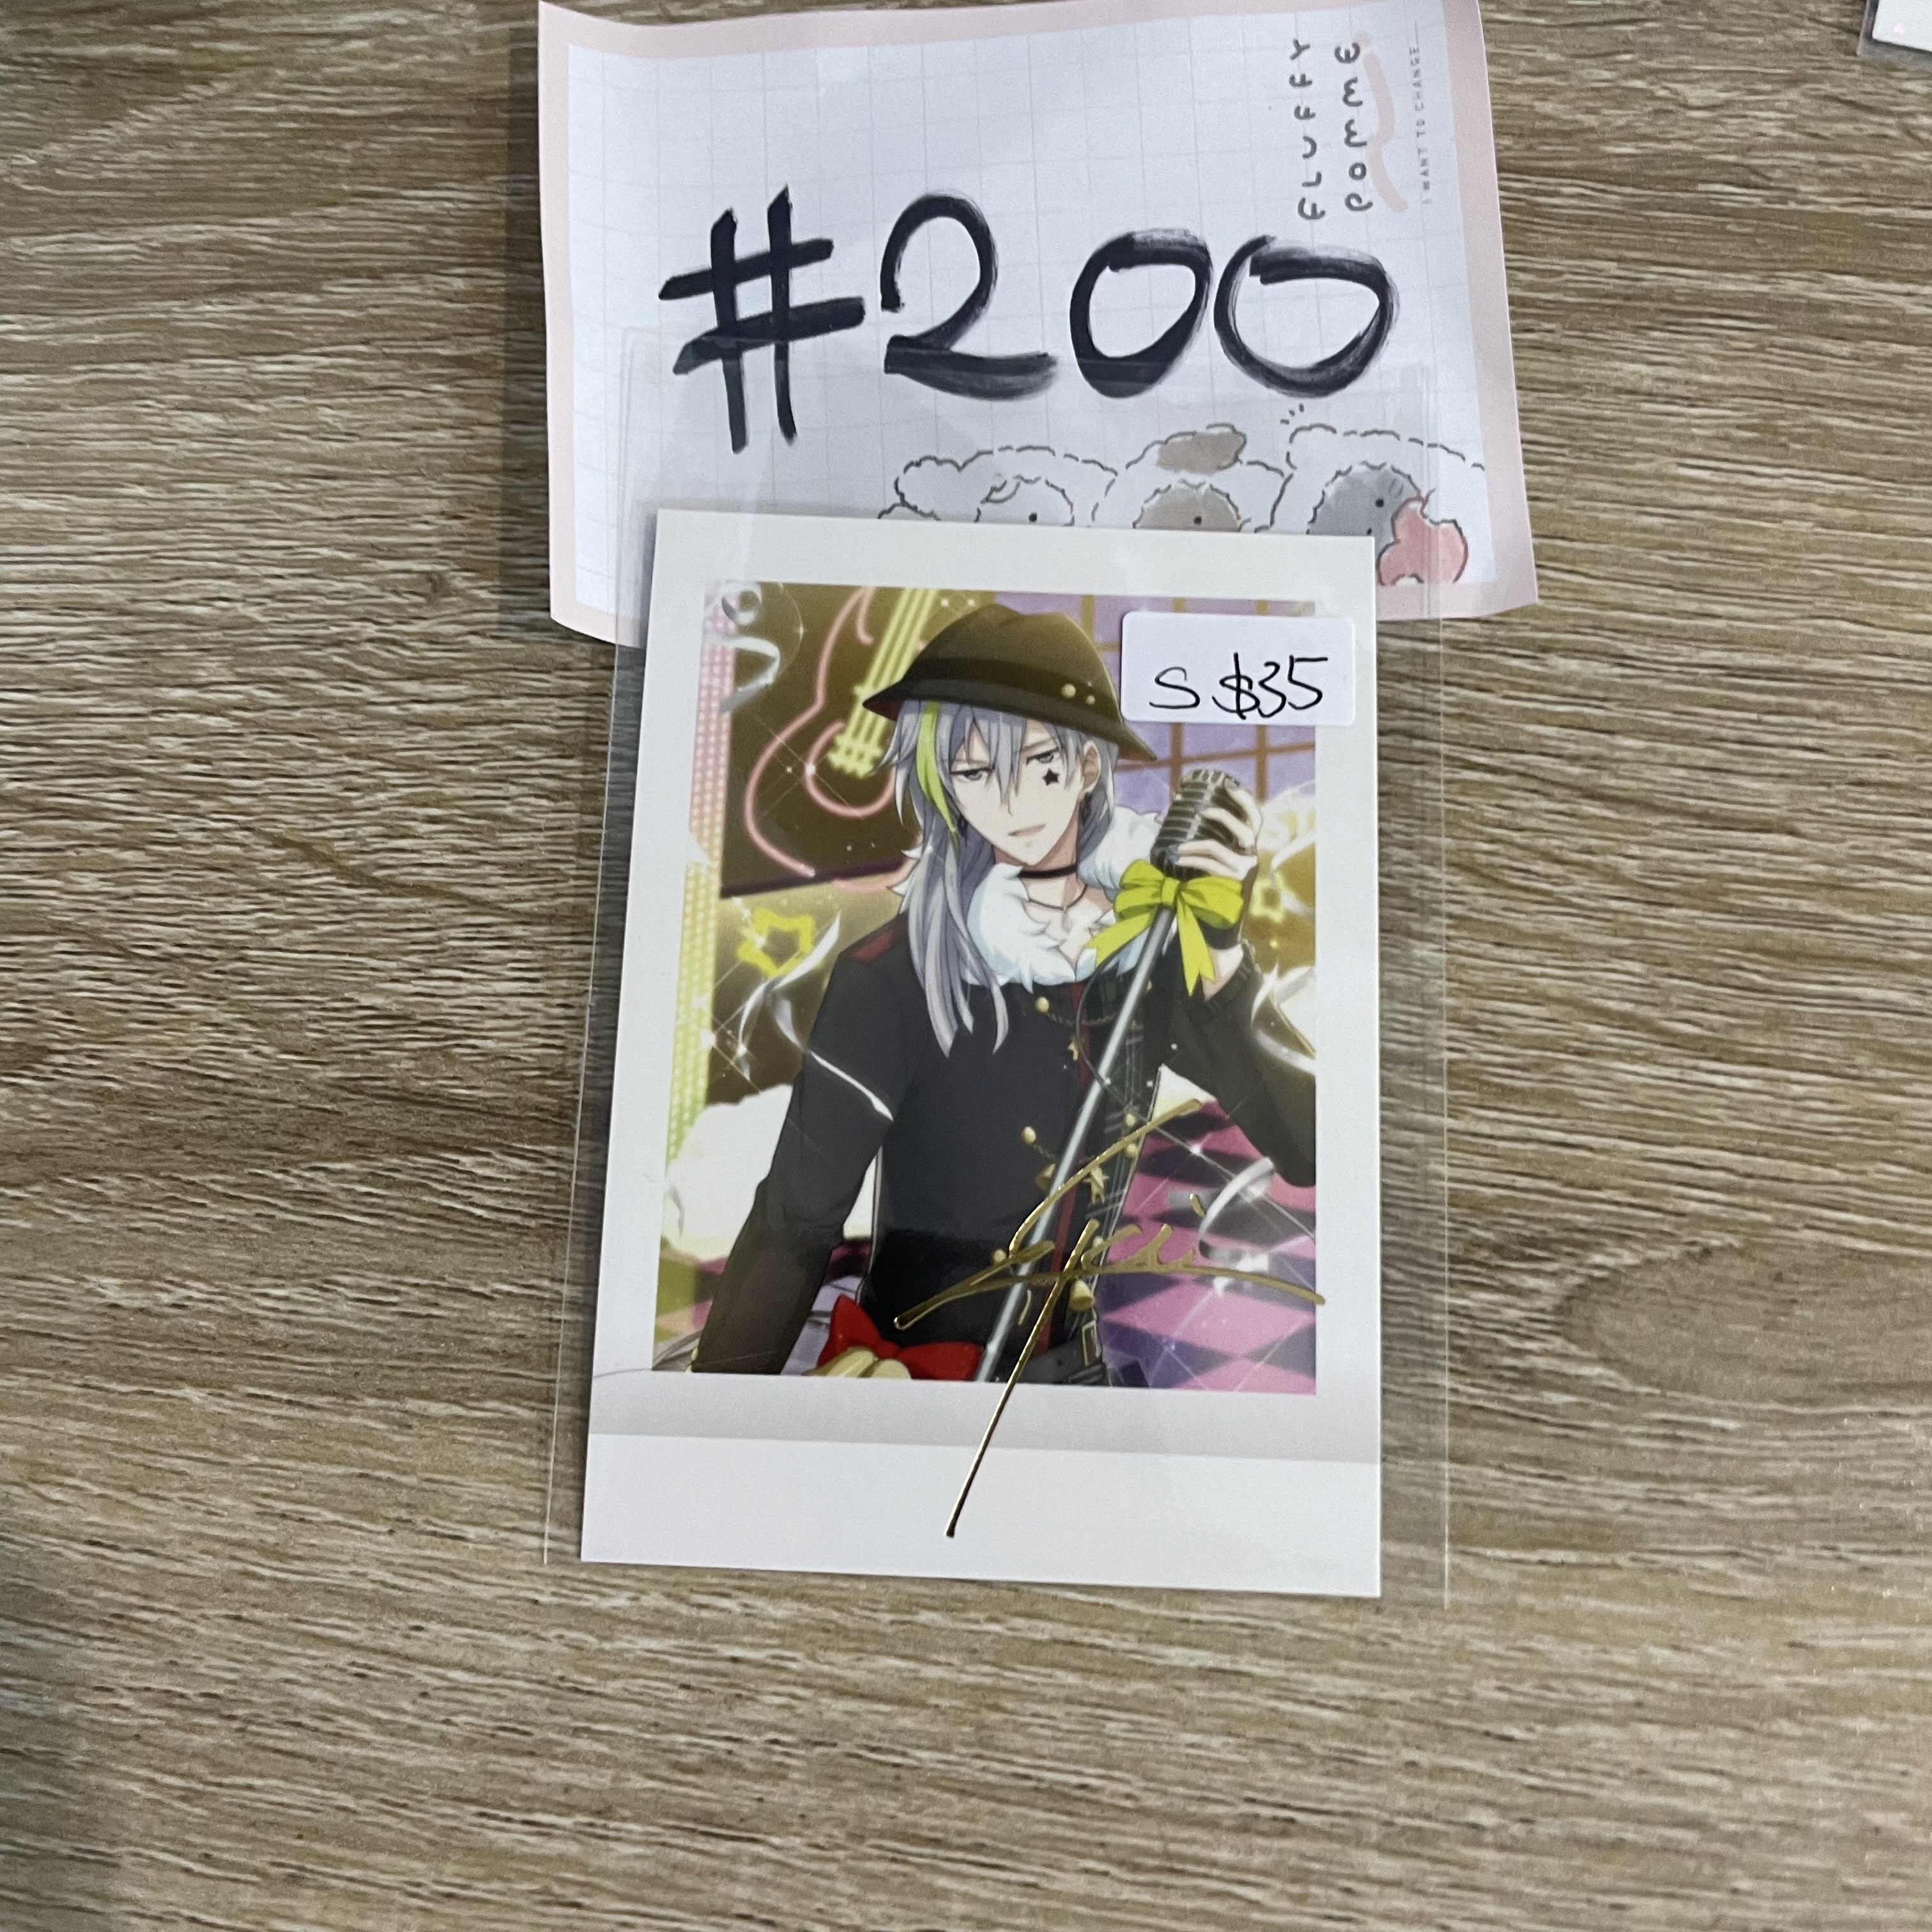 #200
FLUFFY
POMME
I WANT TO CHANGE...
S $35